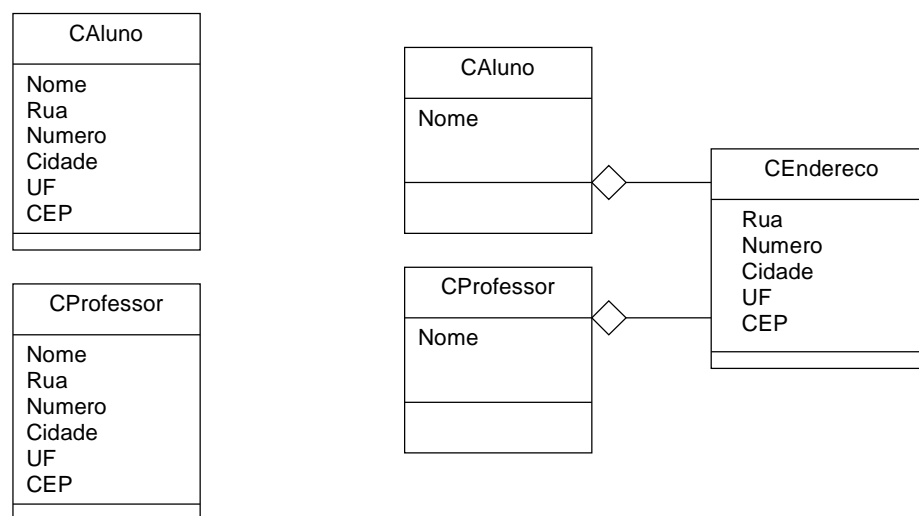 CAluno
Nome
Rua
Numero
Cidade
UF
CEP
CProfessor
Nome
Rua
Numero
Cidade
UF
CEP
CAluno
Nome
CProfessor
Nome
CEndereco
Rua
Numero
Cidade
UF
CEP